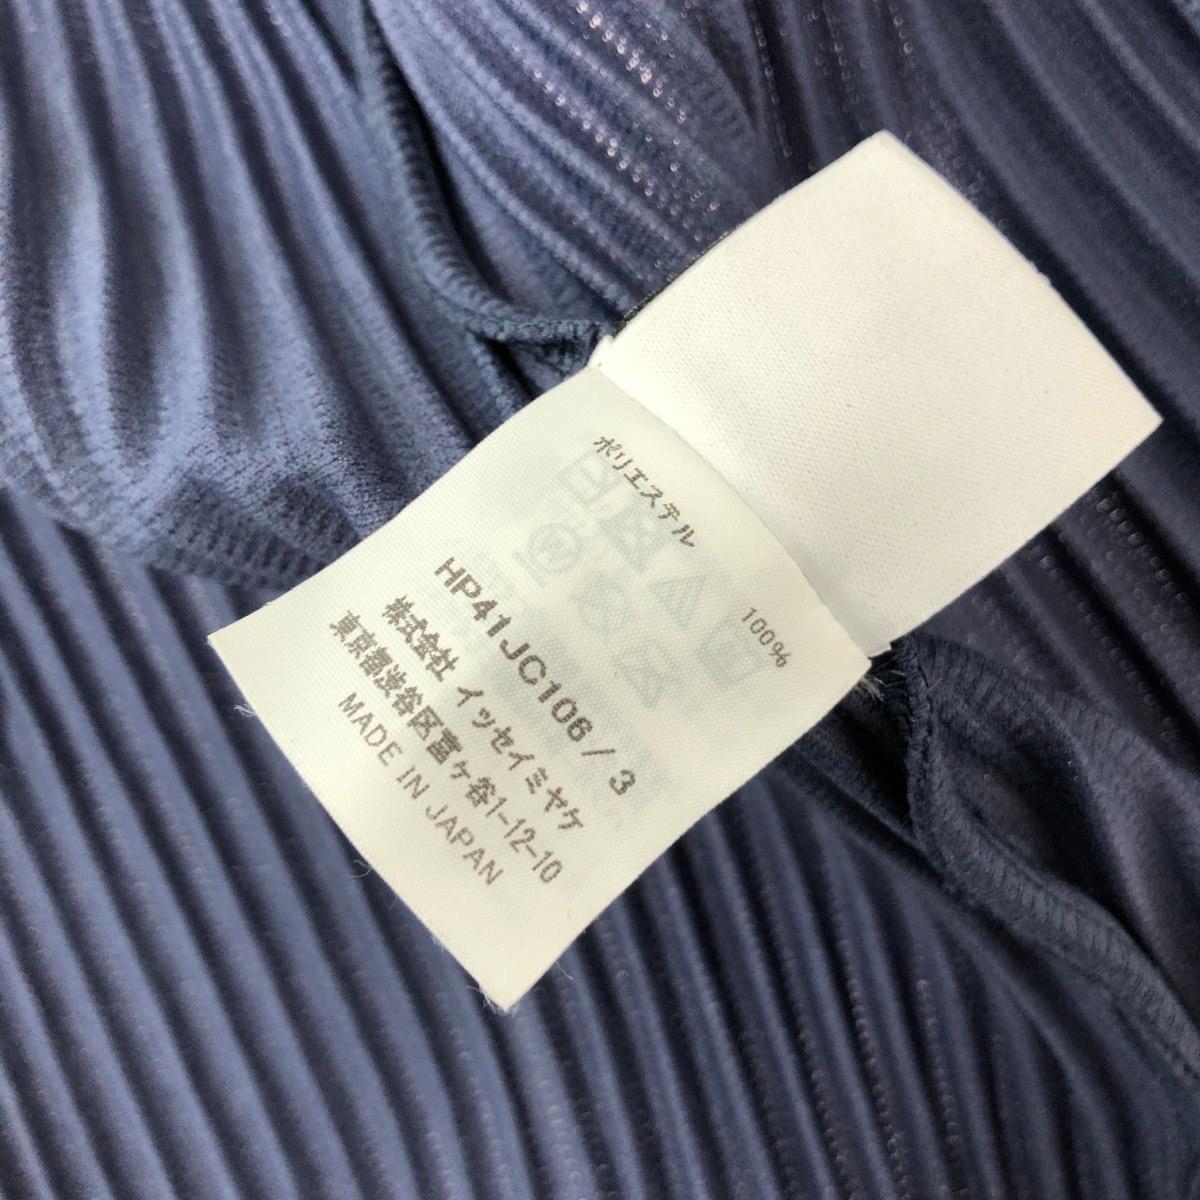 ポリエステル 100%
HP41JC106/3
株式会社 イッセイミヤケ
東京都渋谷区富ヶ谷1-12-10
MADE IN JAPAN